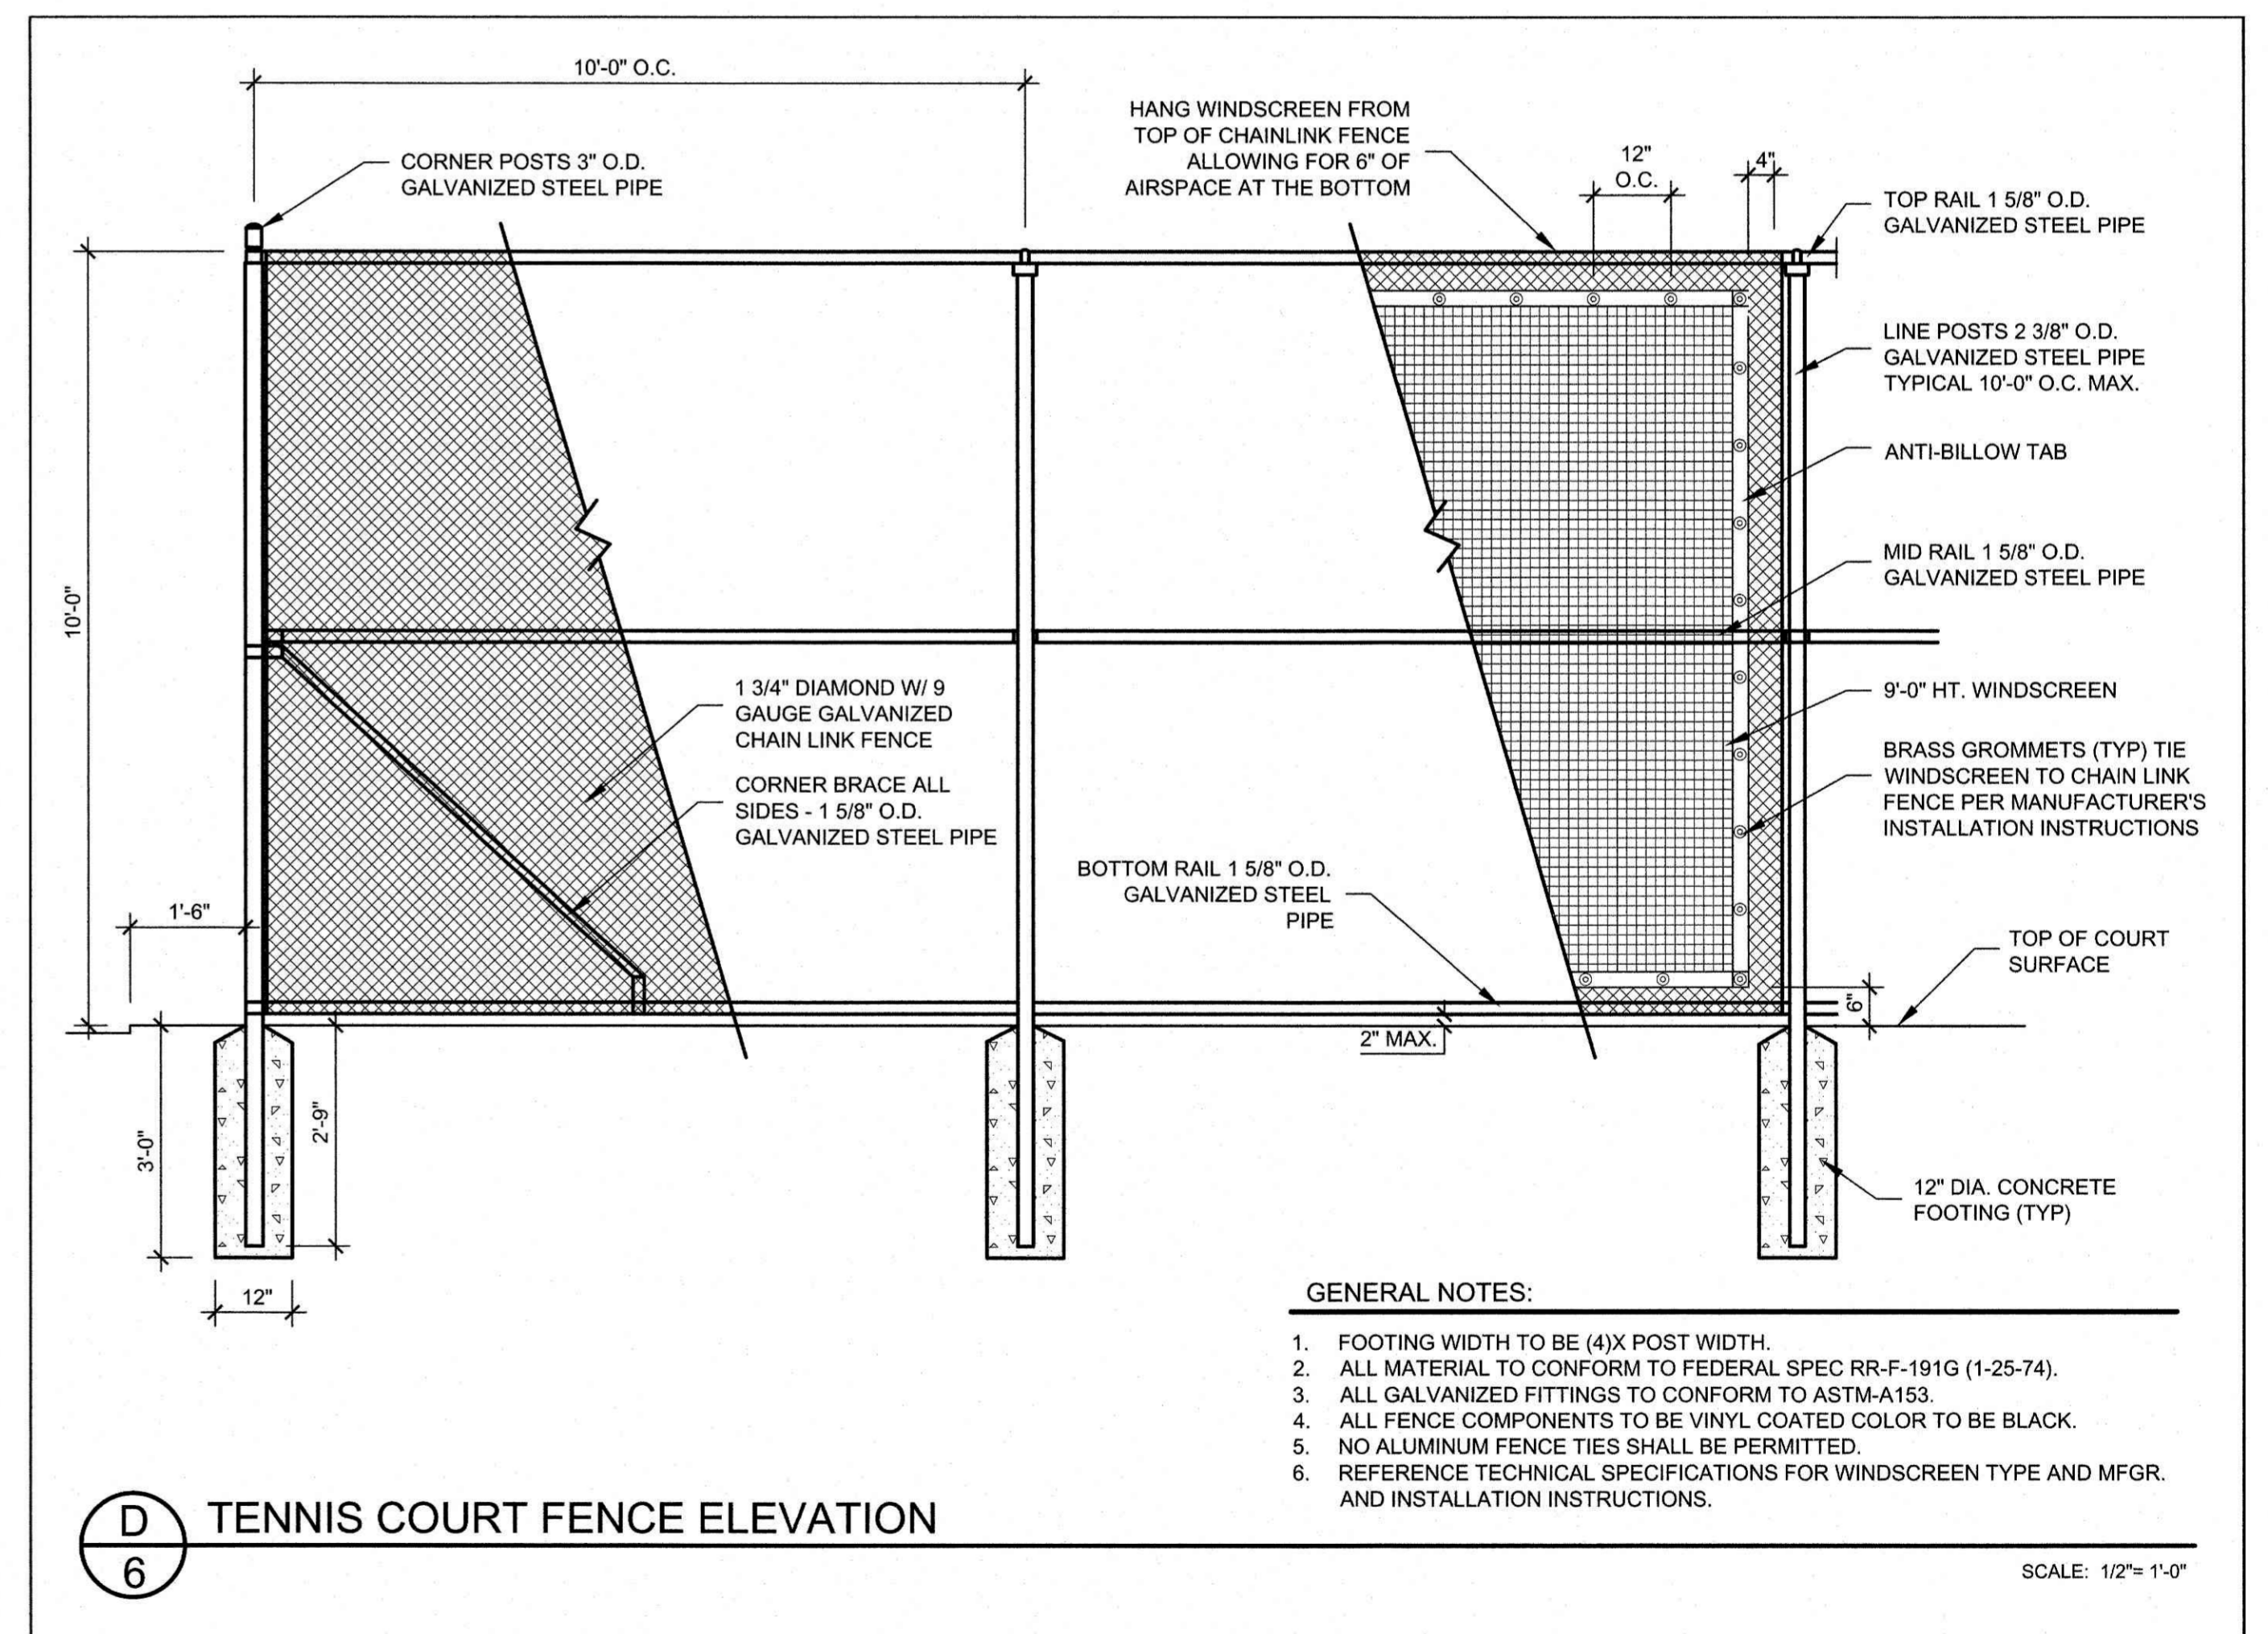 10'-0" O.C.
HANG WINDSCREEN FROM
TOP OF CHAINLINK FENCE
ALLOWING FOR 6" OF
AIRSPACE AT THE BOTTOM
12"
O.C.
4"
CORNER POSTS 3" O.D.
GALVANIZED STEEL PIPE
TOP RAIL 1 5/8" O.D.
GALVANIZED STEEL PIPE
LINE POSTS 2 3/8" O.D.
GALVANIZED STEEL PIPE
TYPICAL 10'-0" O.C. MAX.
ANTI-BILLOW TAB
MID RAIL 1 5/8" O.D.
GALVANIZED STEEL PIPE
10'-0"
1 3/4" DIAMOND W/ 9
GAUGE GALVANIZED
CHAIN LINK FENCE
9'-0" HT. WINDSCREEN
CORNER BRACE ALL
SIDES - 1 5/8" O.D.
GALVANIZED STEEL PIPE
BRASS GROMMETS (TYP) TIE
WINDSCREEN TO CHAIN LINK
FENCE PER MANUFACTURER'S
INSTALLATION INSTRUCTIONS
BOTTOM RAIL 1 5/8" O.D.
GALVANIZED STEEL
PIPE
1'-6"
TOP OF COURT
SURFACE
6"
2" MAX.
3'-0"
2'-9"
12" DIA. CONCRETE
FOOTING (TYP)
12"
GENERAL NOTES:
1. FOOTING WIDTH TO BE (4)X POST WIDTH.
2. ALL MATERIAL TO CONFORM TO FEDERAL SPEC RR-F-191G (1-25-74).
3. ALL GALVANIZED FITTINGS TO CONFORM TO ASTM-A153.
4. ALL FENCE COMPONENTS TO BE VINYL COATED COLOR TO BE BLACK.
5. NO ALUMINUM FENCE TIES SHALL BE PERMITTED.
6. REFERENCE TECHNICAL SPECIFICATIONS FOR WINDSCREEN TYPE AND MFGR.
AND INSTALLATION INSTRUCTIONS.
D
6
TENNIS COURT FENCE ELEVATION
SCALE: 1/2"= 1'-0"